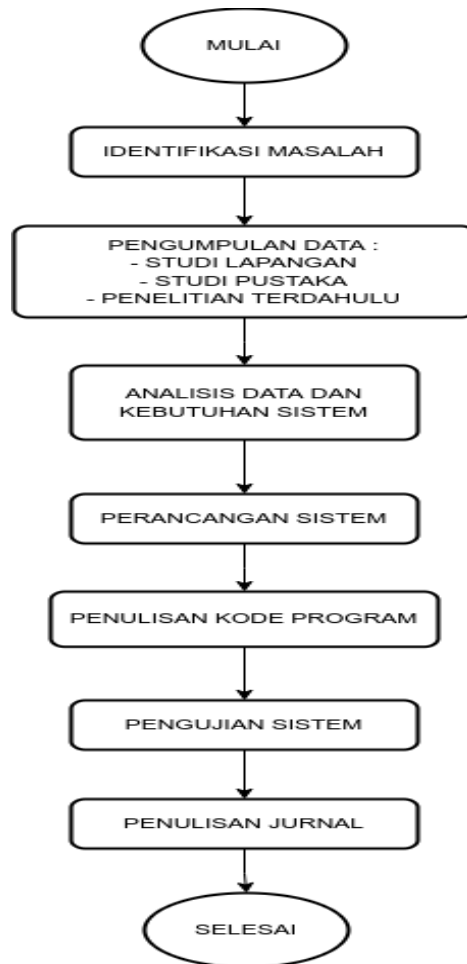 MULAI
IDENTIFIKASI MASALAH
PENGUMPULAN DATA :
- STUDI LAPANGAN
- STUDI PUSTAKA
- PENELITIAN TERDAHULU
ANALISIS DATA DAN
KEBUTUHAN SISTEM
PERANCANGAN SISTEM
PENULISAN KODE PROGRAM
PENGUJIAN SISTEM
PENULISAN JURNAL
SELESAI